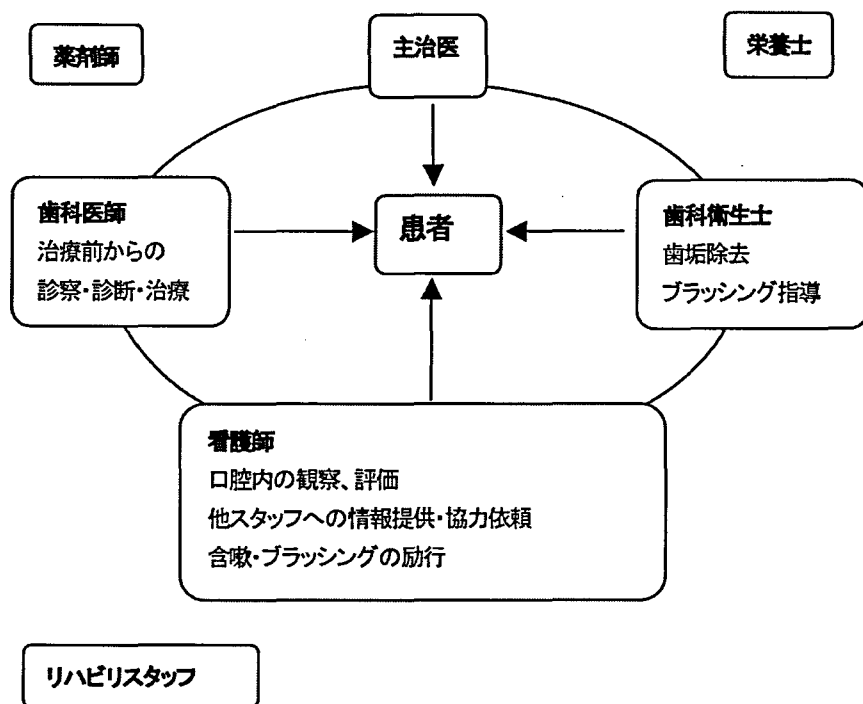 薬剤師
主治医
栄養士
歯科医師
治療前からの
診察・診断・治療
患者
歯科衛生士
歯垢除去
ブラッシング指導
看護師
口腔内の観察、評価
他スタッフへの情報提供・協力依頼
含嗽・ブラッシングの励行
リハビリスタッフ